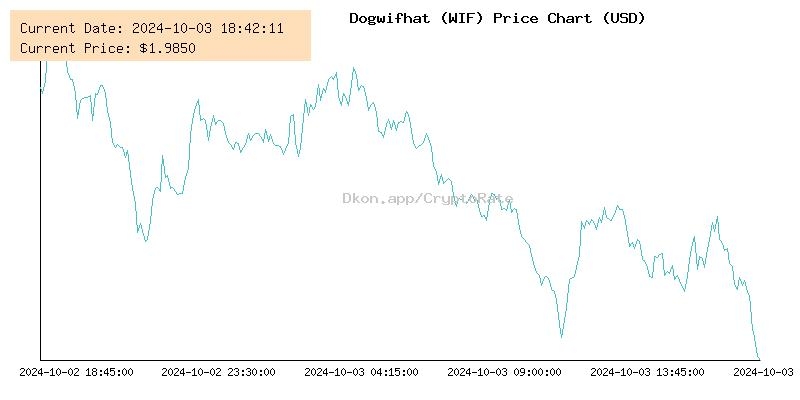 Dogwifhat (WIF) Price Chart (USD)
Current Date: 2024-10-03 18:42:11
Current Price: $1.9850
Dkon.app/CryptoRate
2024-10-02 18:45:00 2024-10-02 23:30:00 2024-10-03 04:15:00 2024-10-03 09:00:00 2024-10-03 13:45:00 2024-10-03